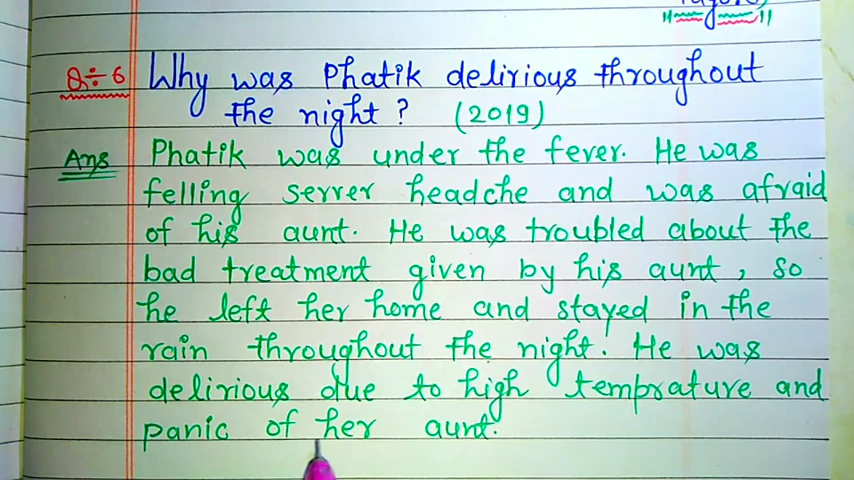 Q÷6 Why was Phatik delirious throughout
the night? (2019)
Ans Phatik was under the fever. He was
felling serrer headche and was afraid
of his aunt. He was troubled about the
bad treatment given by his aunt, so
he left her home and stayed in the
rain throughout the night. He was
delirious due to high temprature and
panic of her aunt.